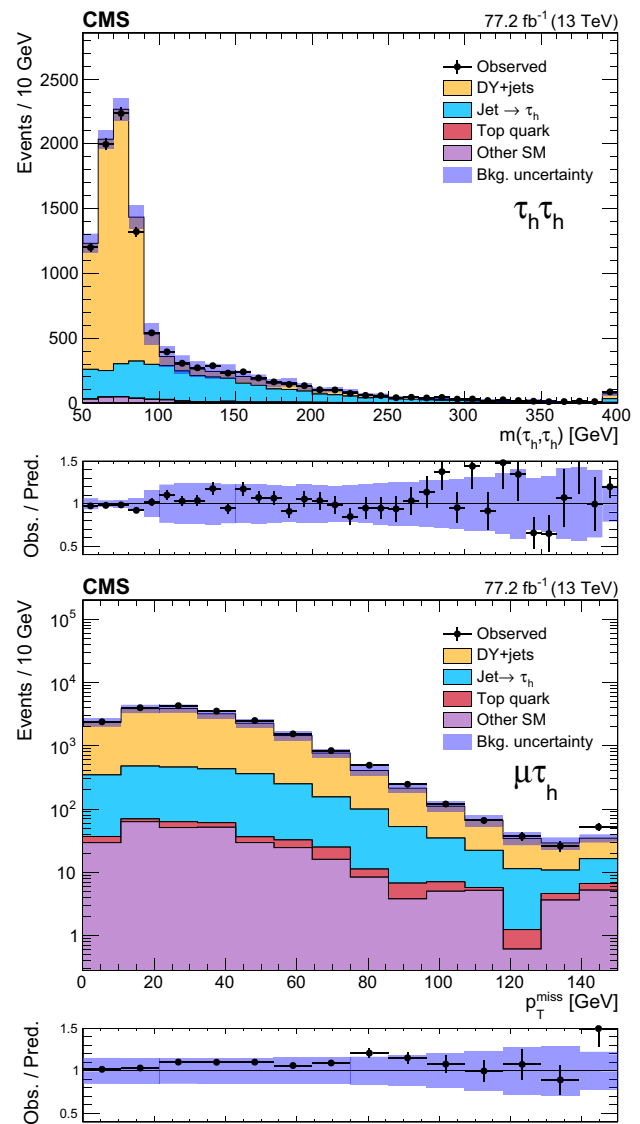 CMS 77.2 fb⁻¹ (13 TeV)
Events / 10 GeV
2500
2000
1500
1000
500
0
Observed
DY+jets
Jet → τₕ
Top quark
Other SM
Bkg. uncertainty
τₕτₕ
50 100 150 200 250 300 350 400
m(τₕ,τₕ) [GeV]
Obs. / Pred.
1.5
1
0.5
CMS 77.2 fb⁻¹ (13 TeV)
Events / 10 GeV
10⁵
10⁴
10³
10²
10
1
Observed
DY+jets
Jet→ τₕ
Top quark
Other SM
Bkg. uncertainty
μτₕ
0 20 40 60 80 100 120 140
p_T^miss [GeV]
Obs. / Pred.
1.5
1
0.5